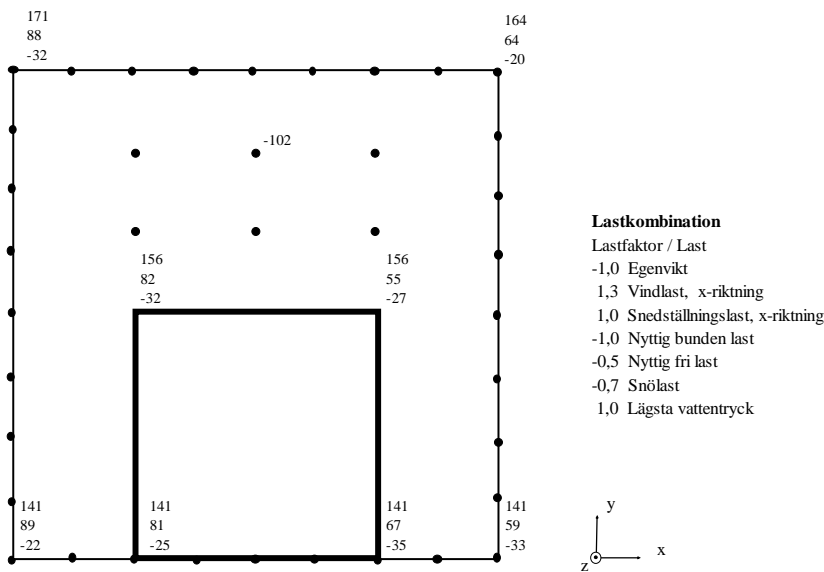 171
88
-32
164
64
-20
-102
156
82
-32
156
55
-27
Lastkombination
Lastfaktor / Last
-1,0 Egenvikt
1,3 Vindlast, x-riktning
1,0 Snedställningslast, x-riktning
-1,0 Nyttig bunden last
-0,5 Nyttig fri last
-0,7 Snölast
1,0 Lägsta vattentryck
141
89
-22
141
81
-25
141
67
-35
141
59
-33
y
x
z